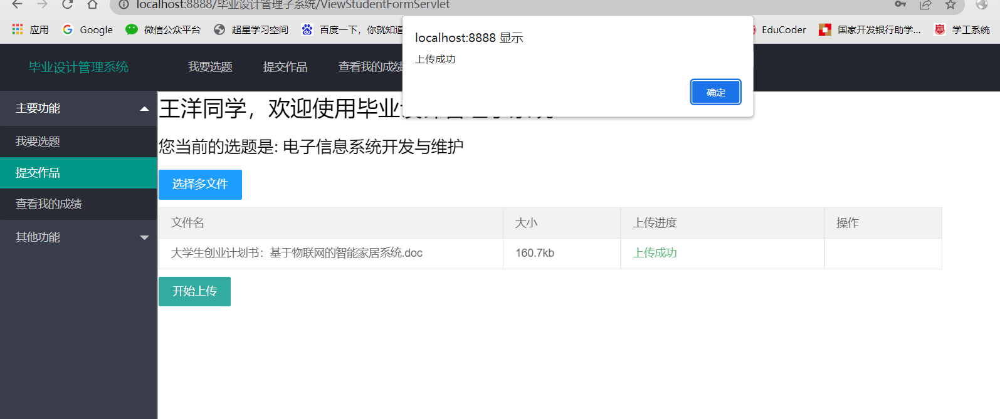 localhost:8888/毕业设计管理子系统/ViewStudentFormServlet
应用 Google 微信公众平台 超星学习空间 百度一下，你就知道 EduCoder 国家开发银行助学... 学工系统
localhost:8888 显示
上传成功
确定
毕业设计管理系统 我要选题 提交作品 查看我的成绩
主要功能
我要选题
提交作品
查看我的成绩
其他功能
王洋同学，欢迎使用毕业
您当前的选题是: 电子信息系统开发与维护
选择多文件
文件名 大小 上传进度 操作
大学生创业计划书：基于物联网的智能家居系统.doc 160.7kb 上传成功
开始上传